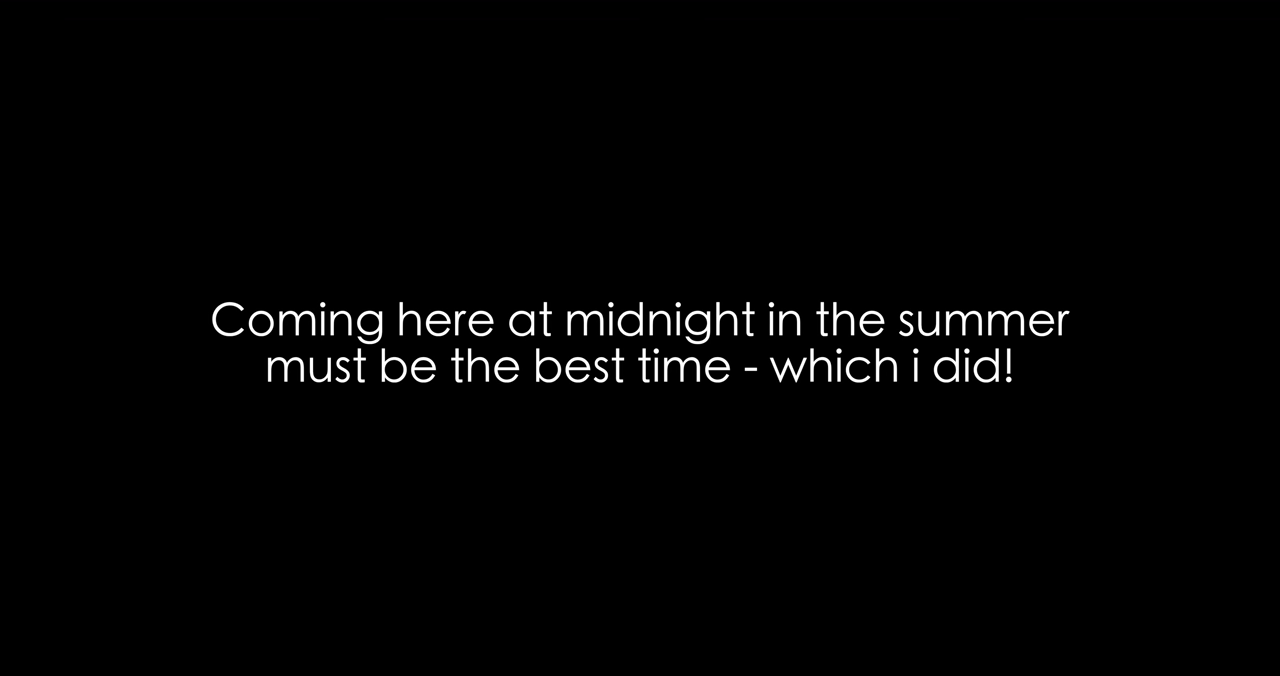 Coming here at midnight in the summer
must be the best time - which i did!